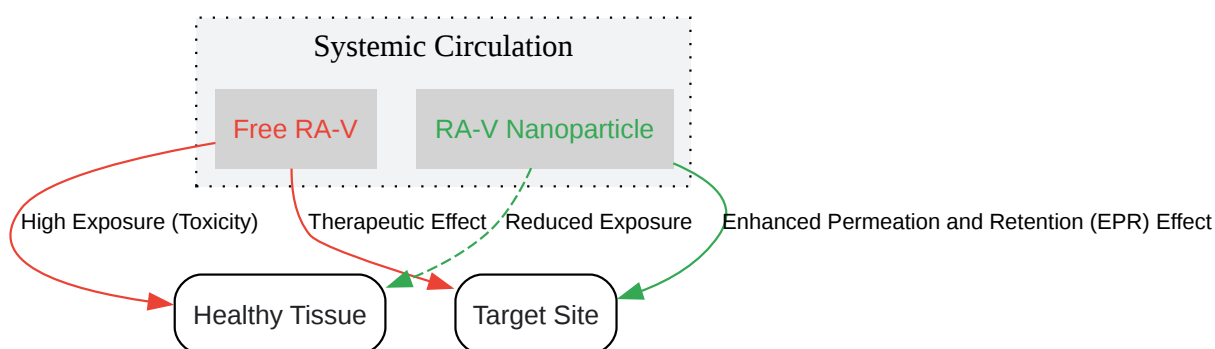 Systemic Circulation
Free RA-V
RA-V Nanoparticle
High Exposure (Toxicity)
Therapeutic Effect
Reduced Exposure
Enhanced Permeation and Retention (EPR) Effect
Healthy Tissue
Target Site